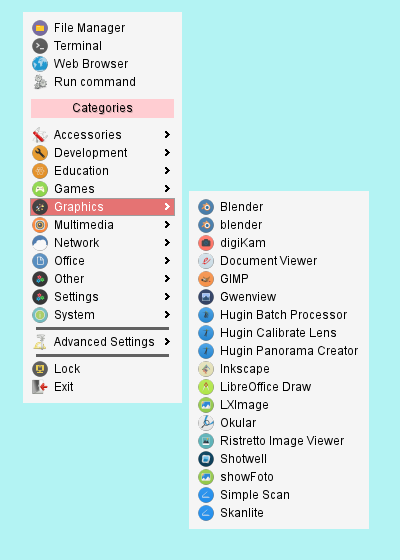 File Manager
Terminal
Web Browser
Run command
Categories
Accessories
Development
Education
Games
Graphics
Multimedia
Network
Office
Other
Settings
System
Advanced Settings
Lock
Exit
Blender
blender
digiKam
Document Viewer
GIMP
Gwenview
Hugin Batch Processor
Hugin Calibrate Lens
Hugin Panorama Creator
Inkscape
LibreOffice Draw
LXImage
Okular
Ristretto Image Viewer
Shotwell
showFoto
Simple Scan
Skanlite